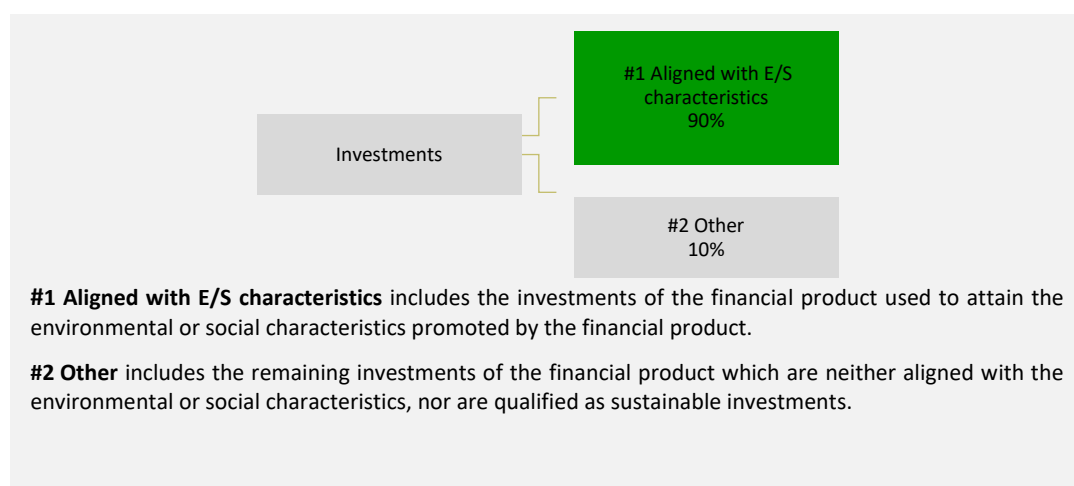 #1 Aligned with E/S
characteristics
90%
Investments
#2 Other
10%
#1 Aligned with E/S characteristics includes the investments of the financial product used to attain the
environmental or social characteristics promoted by the financial product.
#2 Other includes the remaining investments of the financial product which are neither aligned with the
environmental or social characteristics, nor are qualified as sustainable investments.